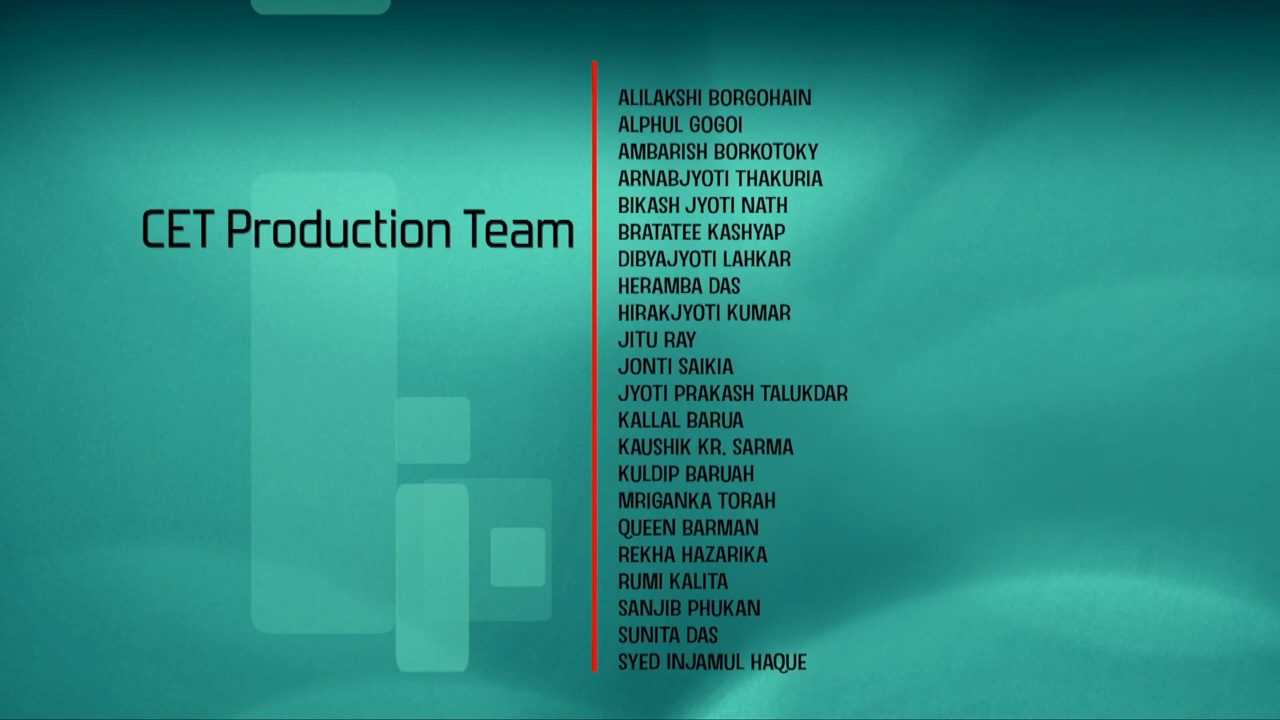 CET Production Team
ALILAKSHI BORGOHAIN
ALPHUL GOGOI
AMBARISH BORKOTOKY
ARNABJYOTI THAKURIA
BIKASH JYOTI NATH
BRATATEE KASHYAP
DIBYAJYOTI LAHKAR
HERAMBA DAS
HIRAKJYOTI KUMAR
JITU RAY
JONTI SAIKIA
JYOTI PRAKASH TALUKDAR
KALLAL BARUA
KAUSHIK KR. SARMA
KULDIP BARUAH
MRIGANKA TORAH
QUEEN BARMAN
REKHA HAZARIKA
RUMI KALITA
SANJIB PHUKAN
SUNITA DAS
SYED INJAMUL HAQUE